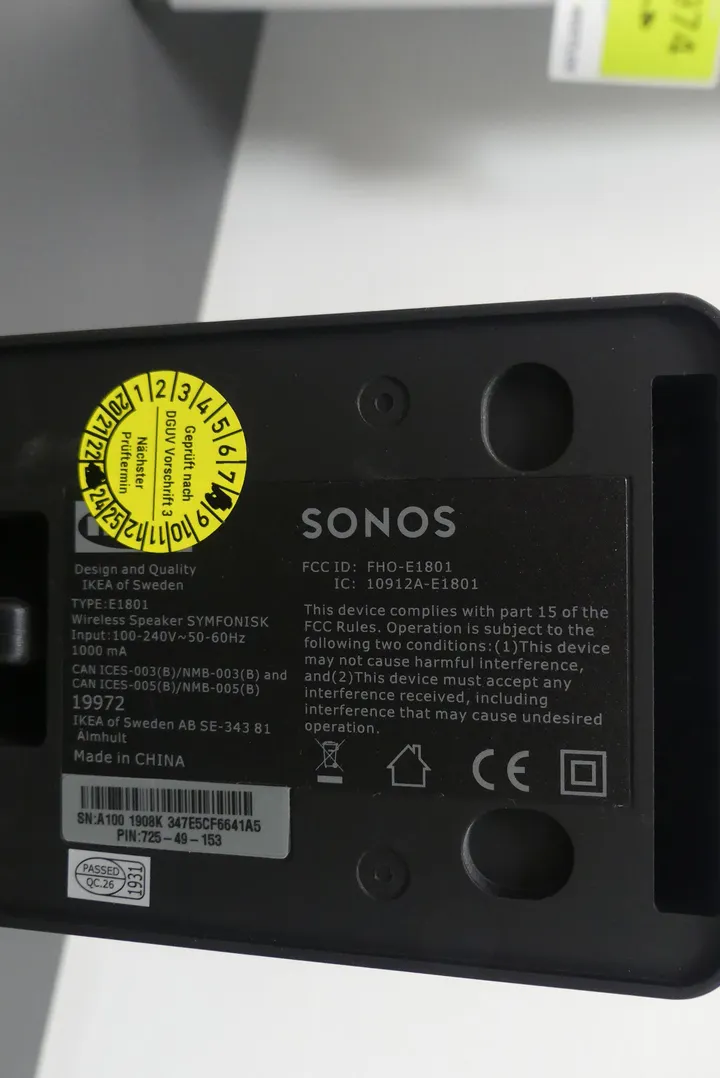 974
1 2 3 4 5 6 7 9 10 11 12 25 24 22 21 20
Geprüft nach
DGUV Vorschrift 3
Nächster
Prüftermin
SONOS
Design and Quality
IKEA of Sweden
TYPE:E1801
Wireless Speaker SYMFONISK
Input:100-240V~50-60Hz
1000 mA
CAN ICES-003(B)/NMB-003(B) and
CAN ICES-005(B)/NMB-005(B)
19972
IKEA of Sweden AB SE-343 81
Älmhult
Made in CHINA
FCC ID: FHO-E1801
IC: 10912A-E1801
This device complies with part 15 of the
FCC Rules. Operation is subject to the
following two conditions:(1)This device
may not cause harmful interference,
and(2)This device must accept any
interference received, including
interference that may cause undesired
operation.
CE
SN:A100 1908K 347E5CF6641A5
PIN:725-49-153
PASSED
QC.26
1931